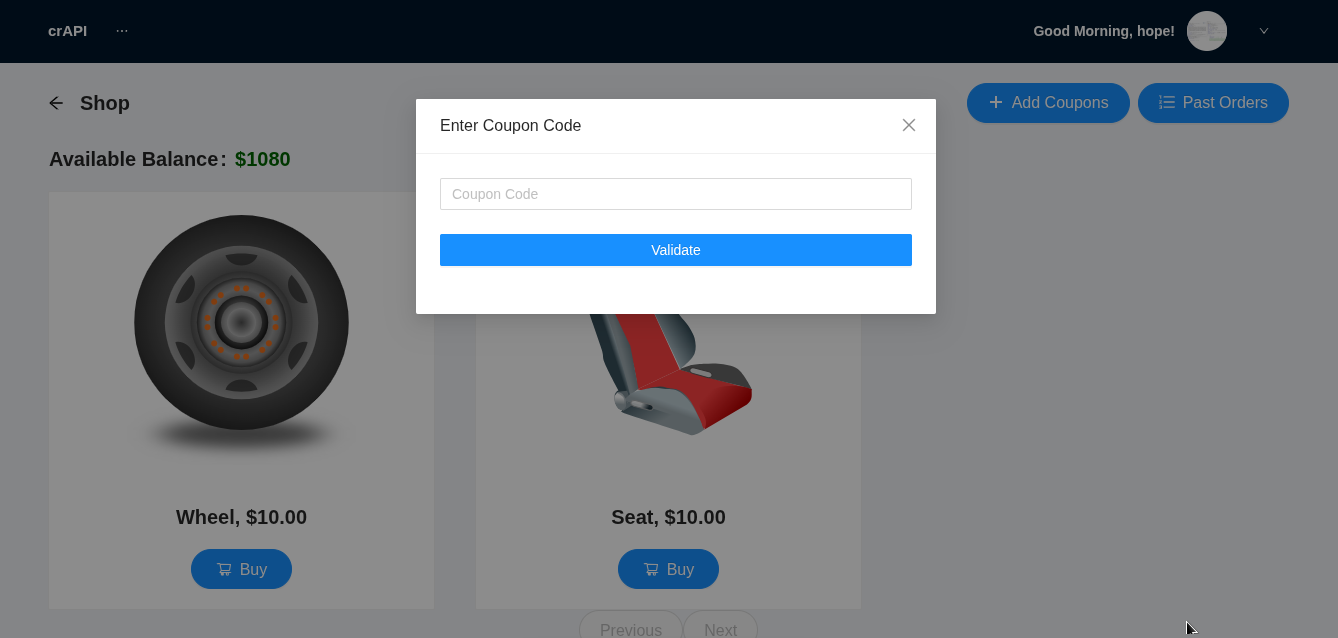 crAPI ··· Good Morning, hope!
Shop
Add Coupons
Past Orders
Available Balance: $1080
Enter Coupon Code
Coupon Code
Validate
Wheel, $10.00
Seat, $10.00
Buy
Buy
Previous
Next